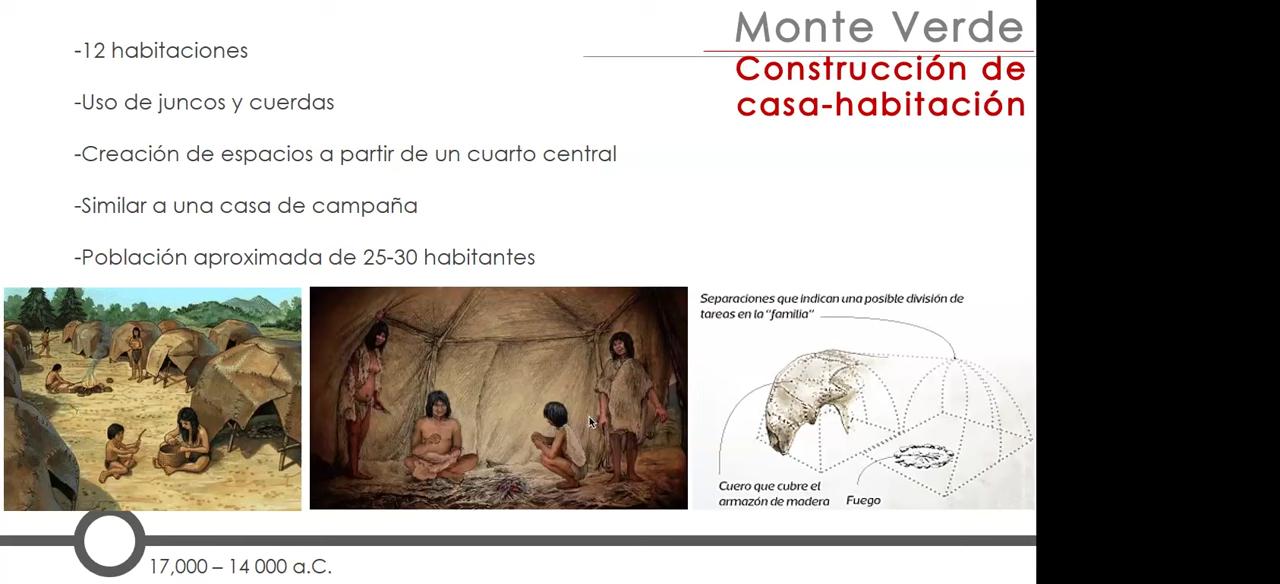 Monte Verde
Construcción de
casa-habitación
-12 habitaciones
-Uso de juncos y cuerdas
-Creación de espacios a partir de un cuarto central
-Similar a una casa de campaña
-Población aproximada de 25-30 habitantes
Separaciones que indican una posible división de
tareas en la "familia"
Cuero que cubre el
armazón de madera
Fuego
17,000 – 14 000 a.C.